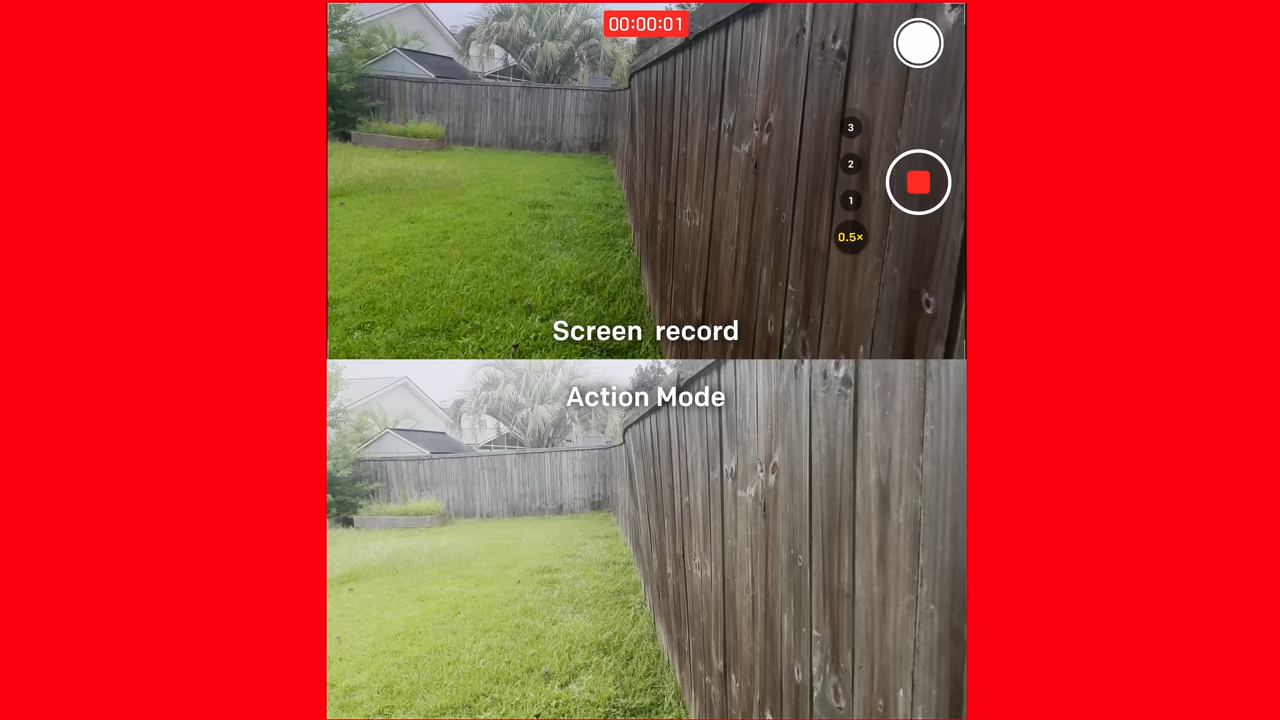 00:00:01
3
2
1
0.5×
Screen record
Action Mode